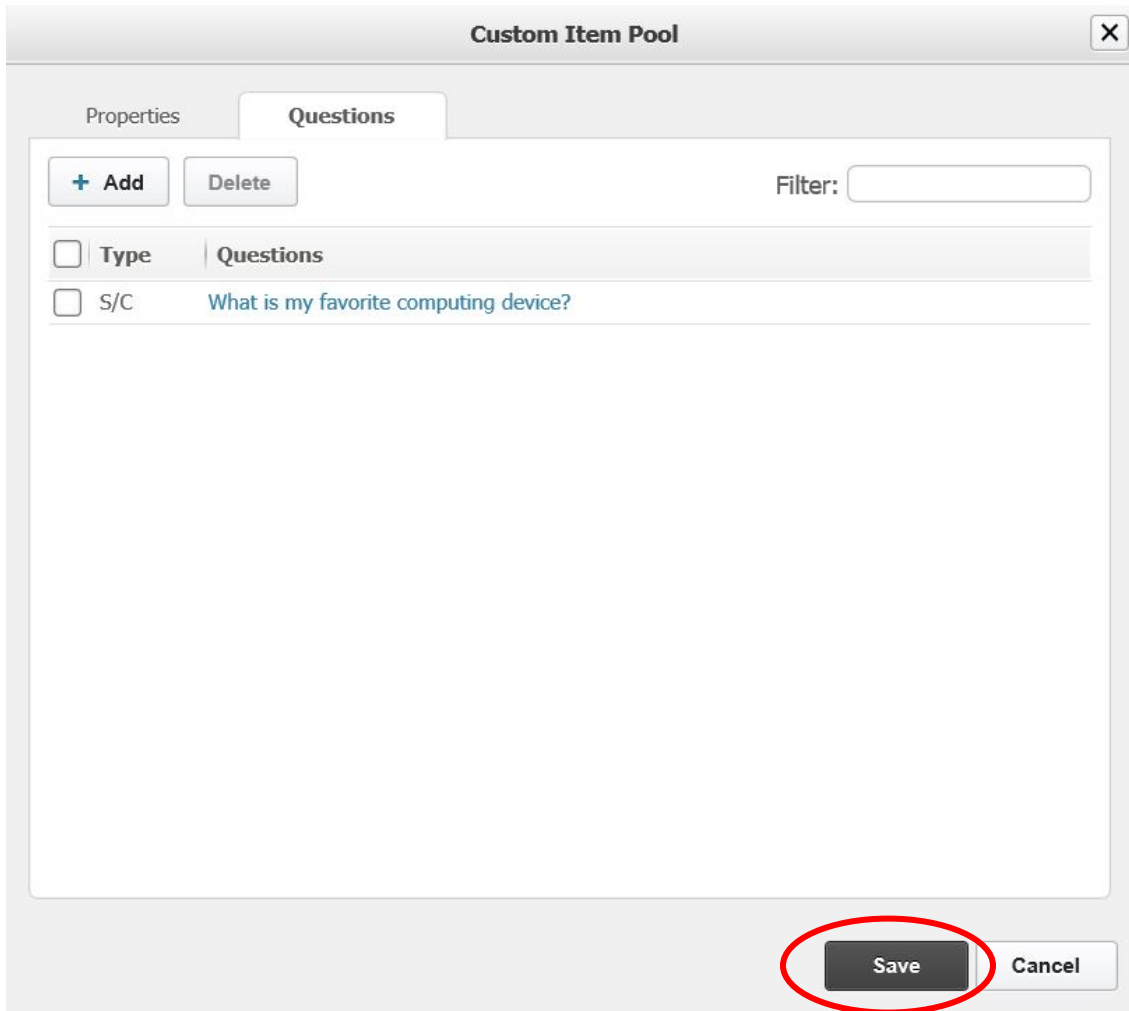 Custom Item Pool
Properties Questions
+ Add Delete Filter:
Type Questions
S/C What is my favorite computing device?
Save Cancel